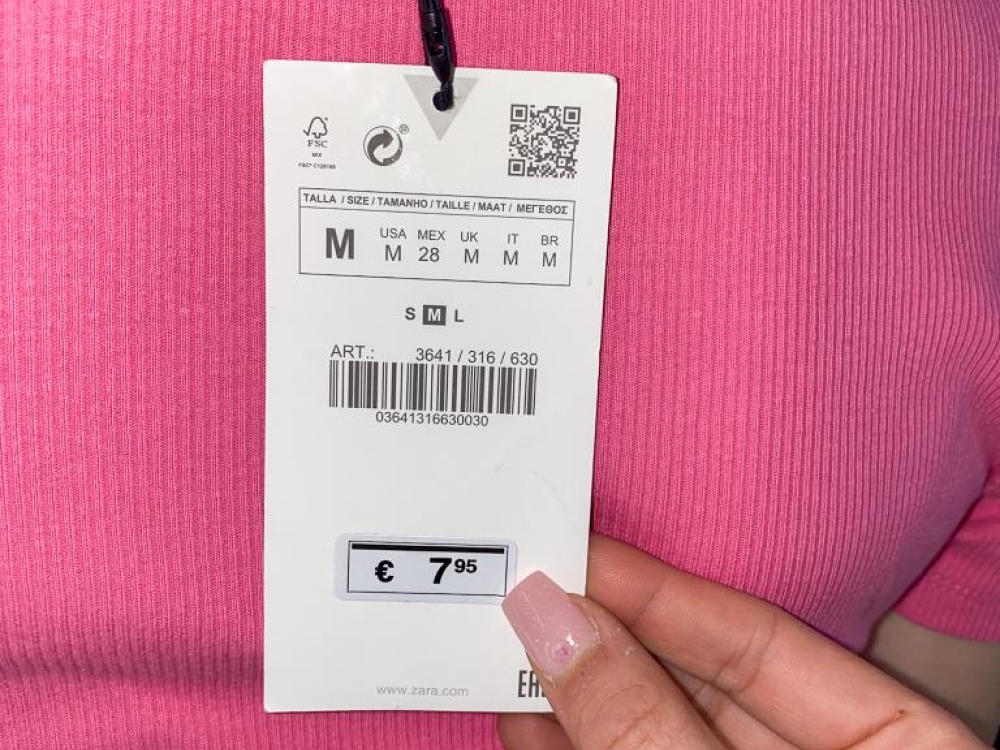 ®
FSC
MIX
TALLA / SIZE / TAMANHO / TAILLE / MAAT / ΜΕΓΕΘΟΣ
M USA MEX UK IT BR
M 28 M M M
S M L
ART.: 3641 / 316 / 630
03641316630030
€ 7 95
www.zara.com